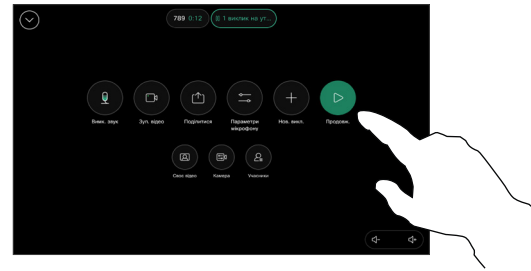 789 0:12
1 виклик на ут...
Вимк. звук
Зуп. відео
Поділитися
Параметри
мікрофону
Нов. викл.
Продовж.
Своє відео
Камера
Учасники